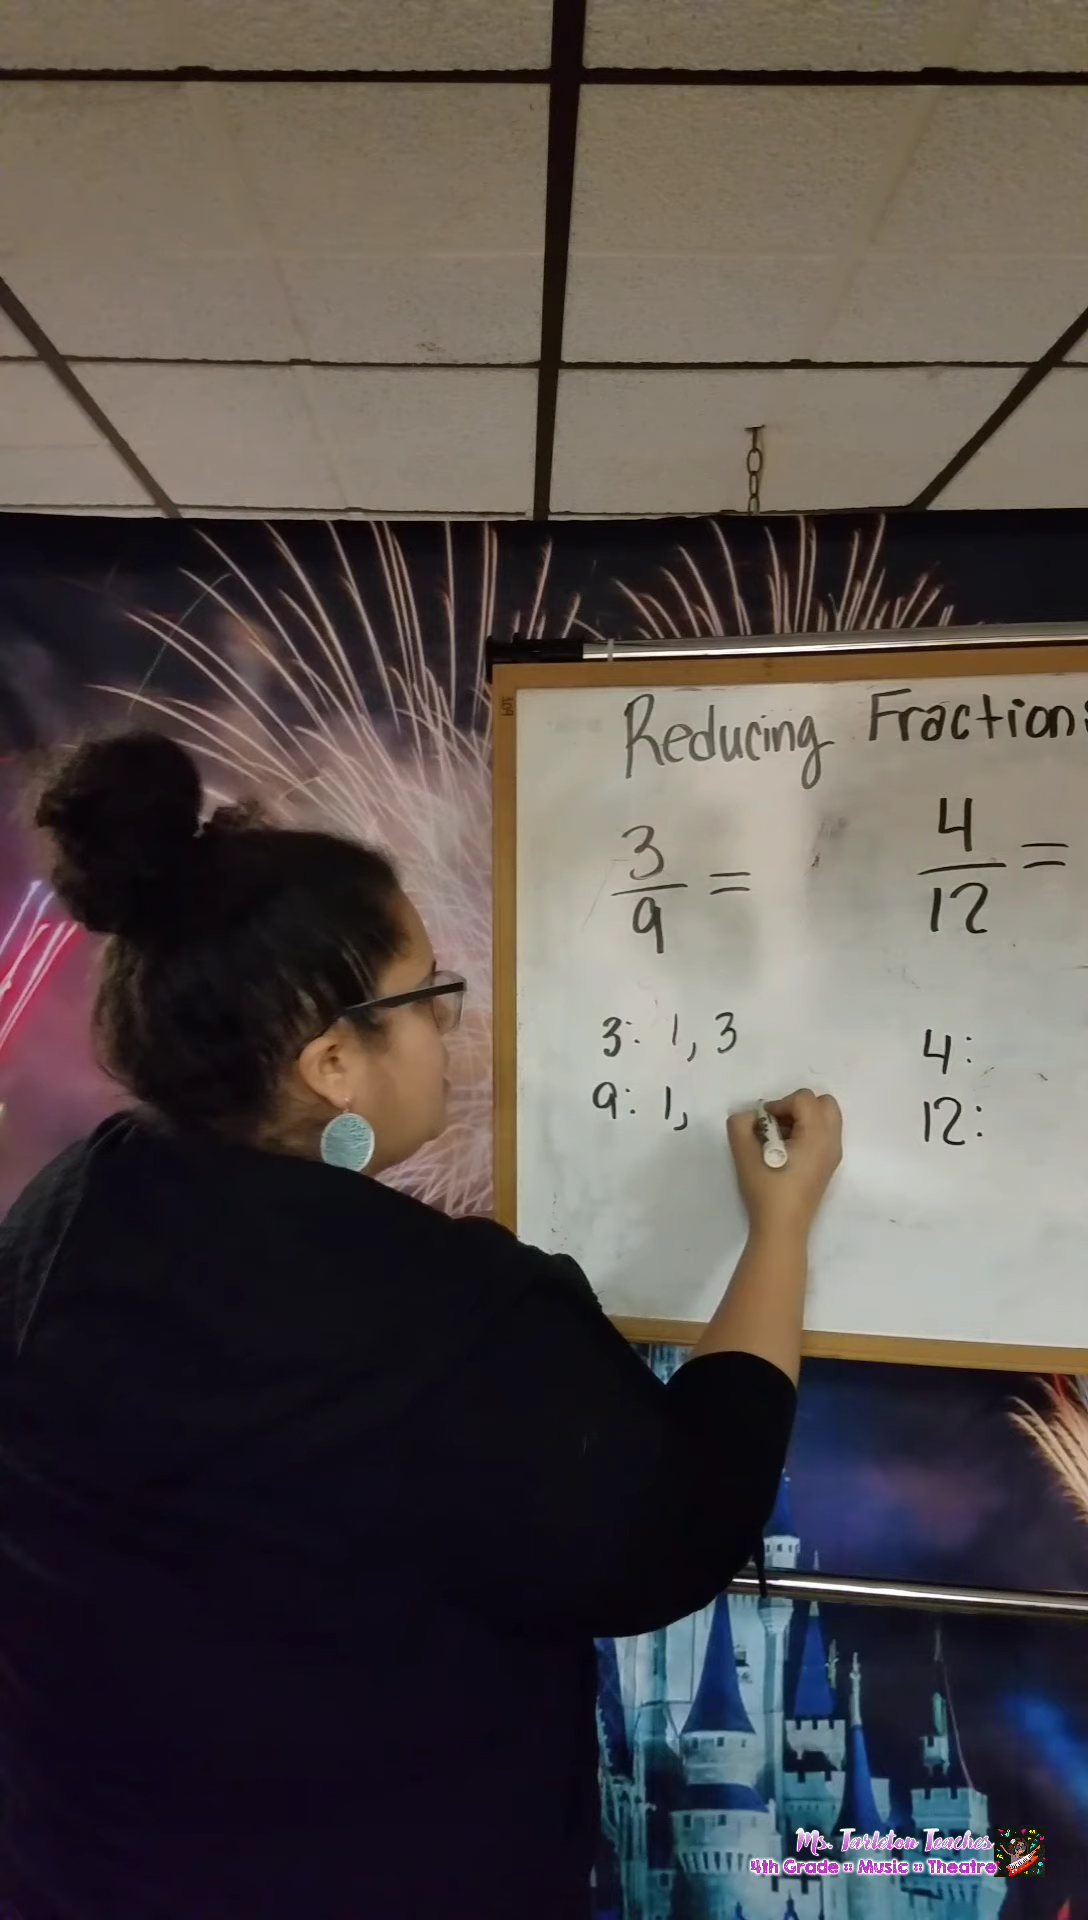 Reducing Fractions
3/9 =
4/12 =
3: 1, 3
9: 1,
4:
12:
Ms. Tarleton Teaches
4th Grade :: Music :: Theatre